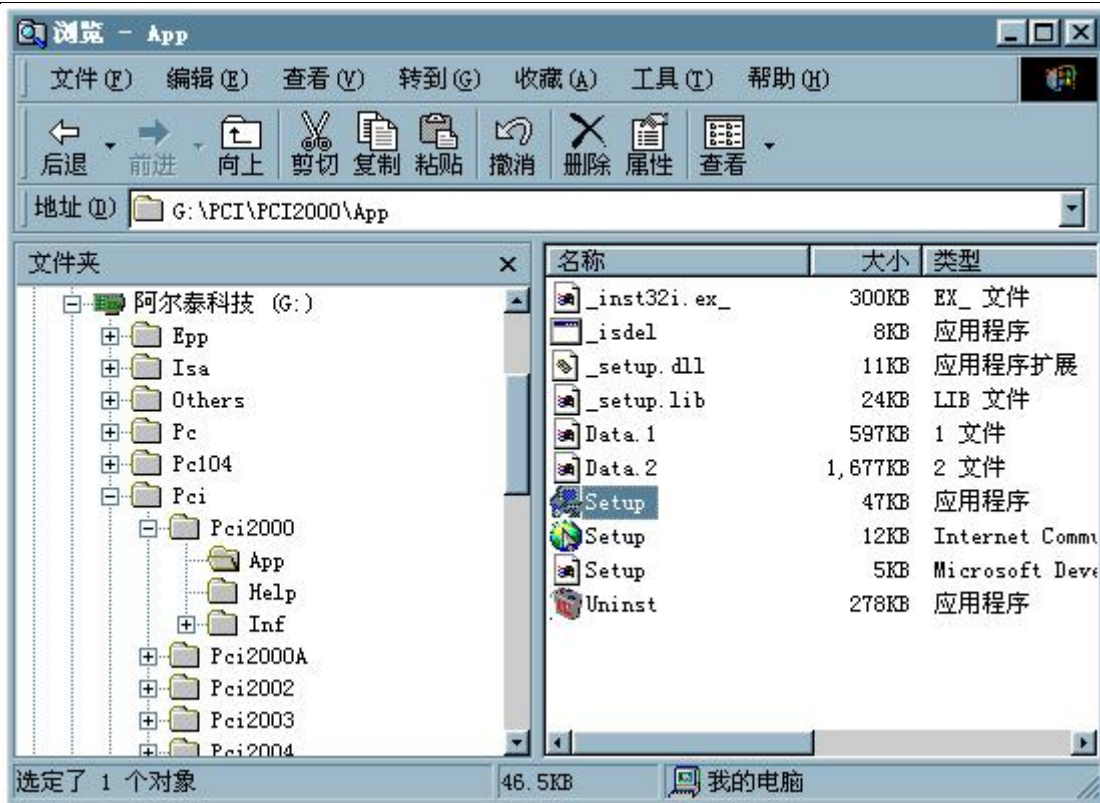 浏览 - App
文件(F) 编辑(E) 查看(V) 转到(G) 收藏(A) 工具(T) 帮助(H)
后退 前进 向上 剪切 复制 粘贴 撤消 删除 属性 查看
地址(D) G:\PCI\PCI2000\App
文件夹
阿尔泰科技 (G:)
Epp
Isa
Others
Pc
Pc104
Pci
Pci2000
App
Help
Inf
Pci2000A
Pci2002
Pci2003
Pci2004
名称 大小 类型
_inst32i.ex_ 300KB EX_ 文件
_isdel 8KB 应用程序
_setup.dll 11KB 应用程序扩展
_setup.lib 24KB LIB 文件
Data.1 597KB 1 文件
Data.2 1,677KB 2 文件
Setup 47KB 应用程序
Setup 12KB Internet Commu
Setup 5KB Microsoft Deve
Uninst 278KB 应用程序
选定了 1 个对象 46.5KB 我的电脑